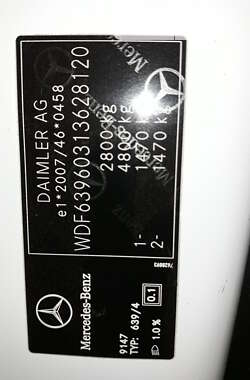 DAIMLER AG
e1*2007/46*0458
WDF63960313628120
2800 kg
4800 kg
1- 1450 kg
2- 1470 kg
Mercedes-Benz
9147
TYP: 639/4
0.1
1.0 %